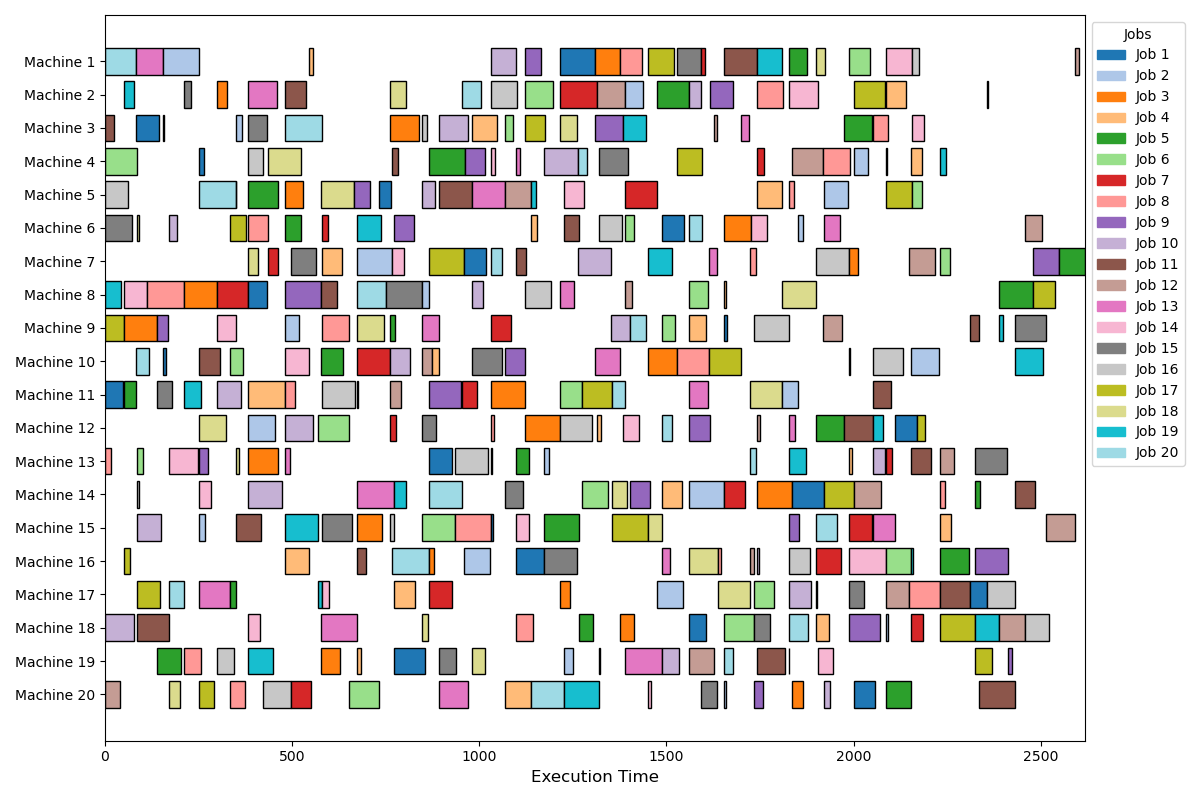 Machine 1
Machine 2
Machine 3
Machine 4
Machine 5
Machine 6
Machine 7
Machine 8
Machine 9
Machine 10
Machine 11
Machine 12
Machine 13
Machine 14
Machine 15
Machine 16
Machine 17
Machine 18
Machine 19
Machine 20
0 500 1000 1500 2000 2500
Execution Time
Jobs
Job 1
Job 2
Job 3
Job 4
Job 5
Job 6
Job 7
Job 8
Job 9
Job 10
Job 11
Job 12
Job 13
Job 14
Job 15
Job 16
Job 17
Job 18
Job 19
Job 20